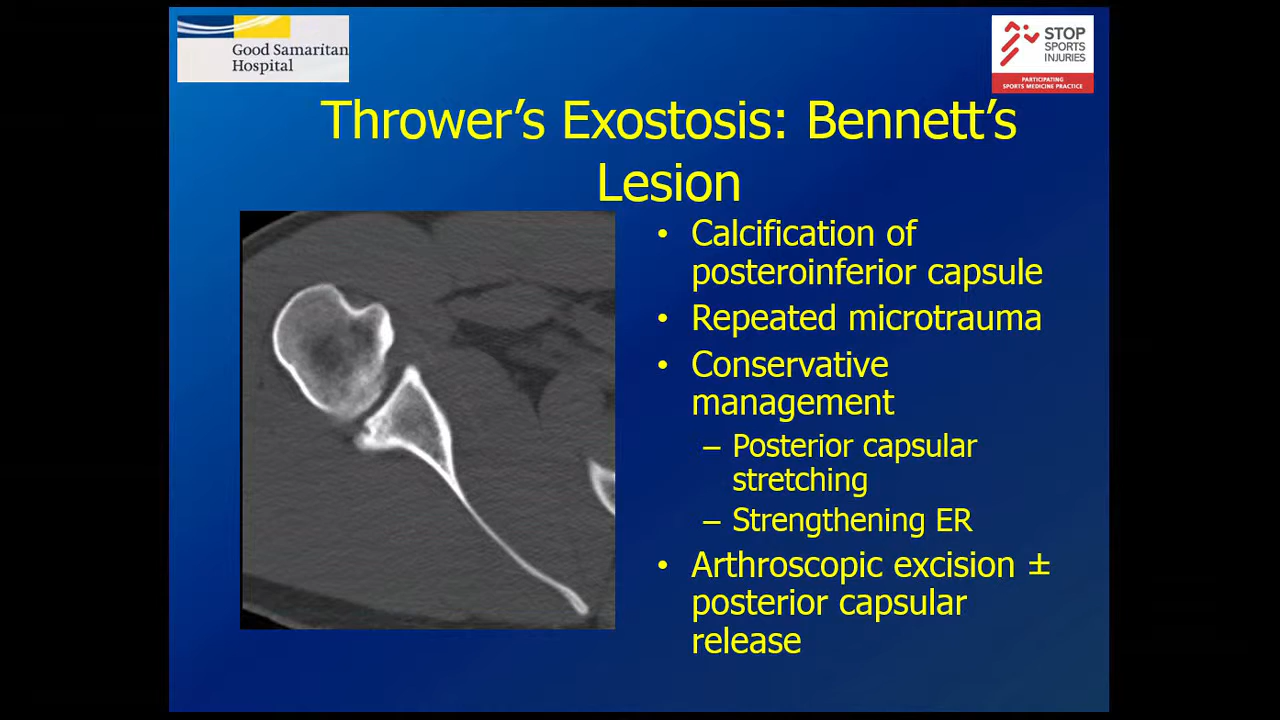 Good Samaritan
Hospital
STOP
SPORTS
INJURIES
PARTICIPATING
SPORTS MEDICINE PRACTICE
Thrower’s Exostosis: Bennett’s
Lesion
• Calcification of
posteroinferior capsule
• Repeated microtrauma
• Conservative
management
– Posterior capsular
stretching
– Strengthening ER
• Arthroscopic excision ±
posterior capsular
release